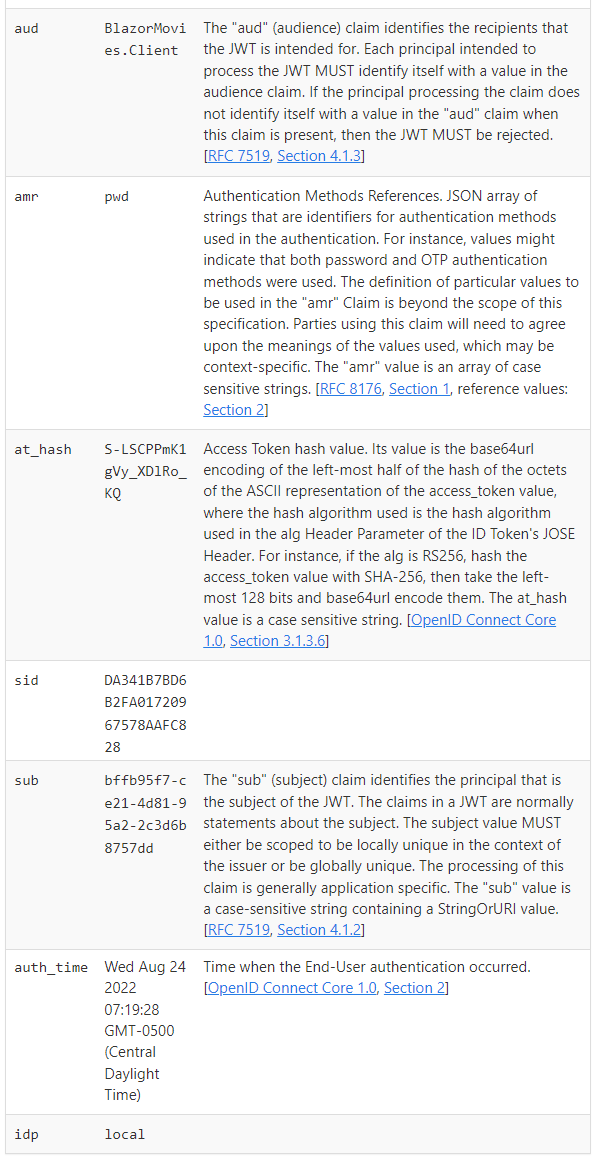 aud BlazorMovi The "aud" (audience) claim identifies the recipients that
es.Client the JWT is intended for. Each principal intended to
process the JWT MUST identify itself with a value in the
audience claim. If the principal processing the claim does
not identify itself with a value in the "aud" claim when
this claim is present, then the JWT MUST be rejected.
[RFC 7519, Section 4.1.3]
amr pwd Authentication Methods References. JSON array of
strings that are identifiers for authentication methods
used in the authentication. For instance, values might
indicate that both password and OTP authentication
methods were used. The definition of particular values to
be used in the "amr" Claim is beyond the scope of this
specification. Parties using this claim will need to agree
upon the meanings of the values used, which may be
context-specific. The "amr" value is an array of case
sensitive strings. [RFC 8176, Section 1, reference values:
Section 2]
at_hash S-LSCPPmK1 Access Token hash value. Its value is the base64url
gVy_XDlRo_ encoding of the left-most half of the hash of the octets
KQ of the ASCII representation of the access_token value,
where the hash algorithm used is the hash algorithm
used in the alg Header Parameter of the ID Token's JOSE
Header. For instance, if the alg is RS256, hash the
access_token value with SHA-256, then take the left-
most 128 bits and base64url encode them. The at_hash
value is a case sensitive string. [OpenID Connect Core
1.0, Section 3.1.3.6]
sid DA341B7BD6
B2FA017209
67578AAFC8
28
sub bffb95f7-c The "sub" (subject) claim identifies the principal that is
e21-4d81-9 the subject of the JWT. The claims in a JWT are normally
5a2-2c3d6b statements about the subject. The subject value MUST
8757dd either be scoped to be locally unique in the context of
the issuer or be globally unique. The processing of this
claim is generally application specific. The "sub" value is
a case-sensitive string containing a StringOrURI value.
[RFC 7519, Section 4.1.2]
auth_time Wed Aug 24 Time when the End-User authentication occurred.
2022 [OpenID Connect Core 1.0, Section 2]
07:19:28
GMT-0500
(Central
Daylight
Time)
idp local